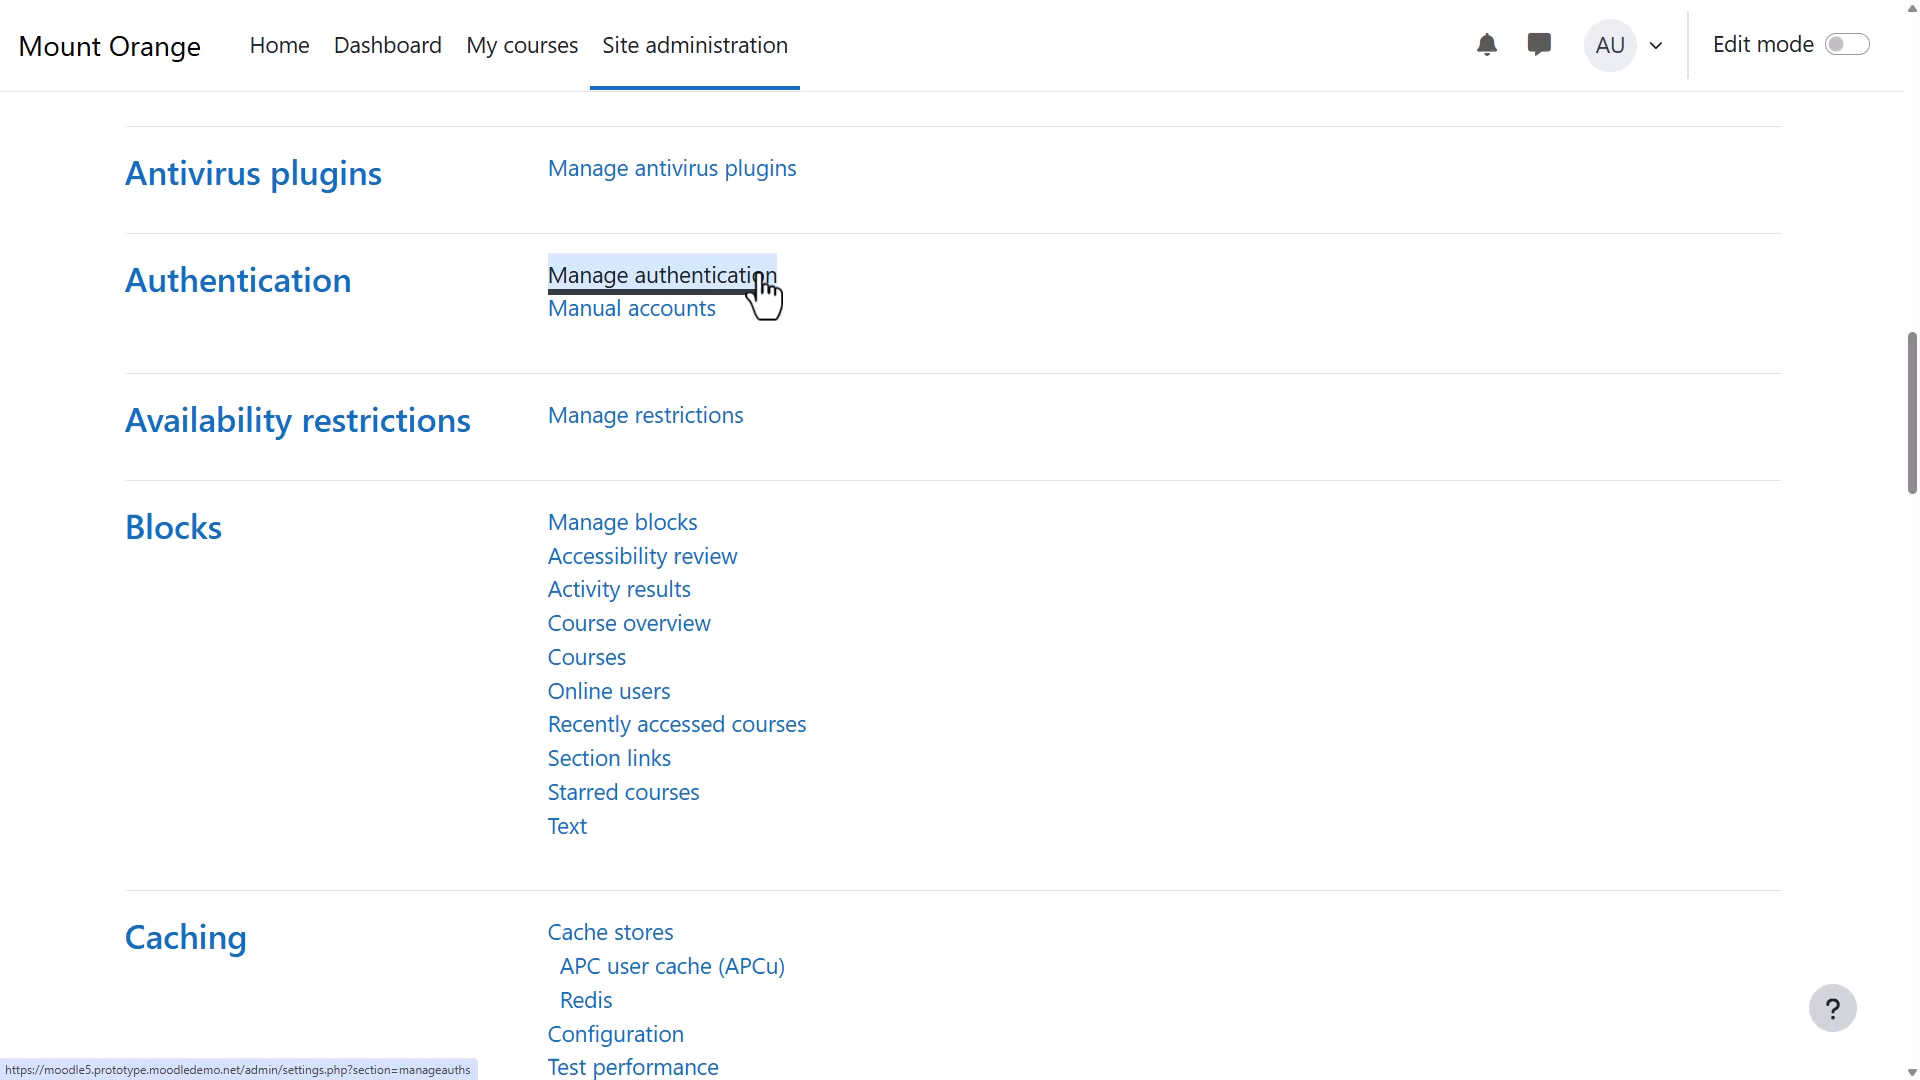 Mount Orange
Home Dashboard My courses Site administration
AU
Edit mode
Antivirus plugins
Manage antivirus plugins
Authentication
Manage authentication
Manual accounts
Availability restrictions
Manage restrictions
Blocks
Manage blocks
Accessibility review
Activity results
Course overview
Courses
Online users
Recently accessed courses
Section links
Starred courses
Text
Caching
Cache stores
APC user cache (APCu)
Redis
Configuration
Test performance
?
https://moodle5.prototype.moodledemo.net/admin/settings.php?section=manageauths